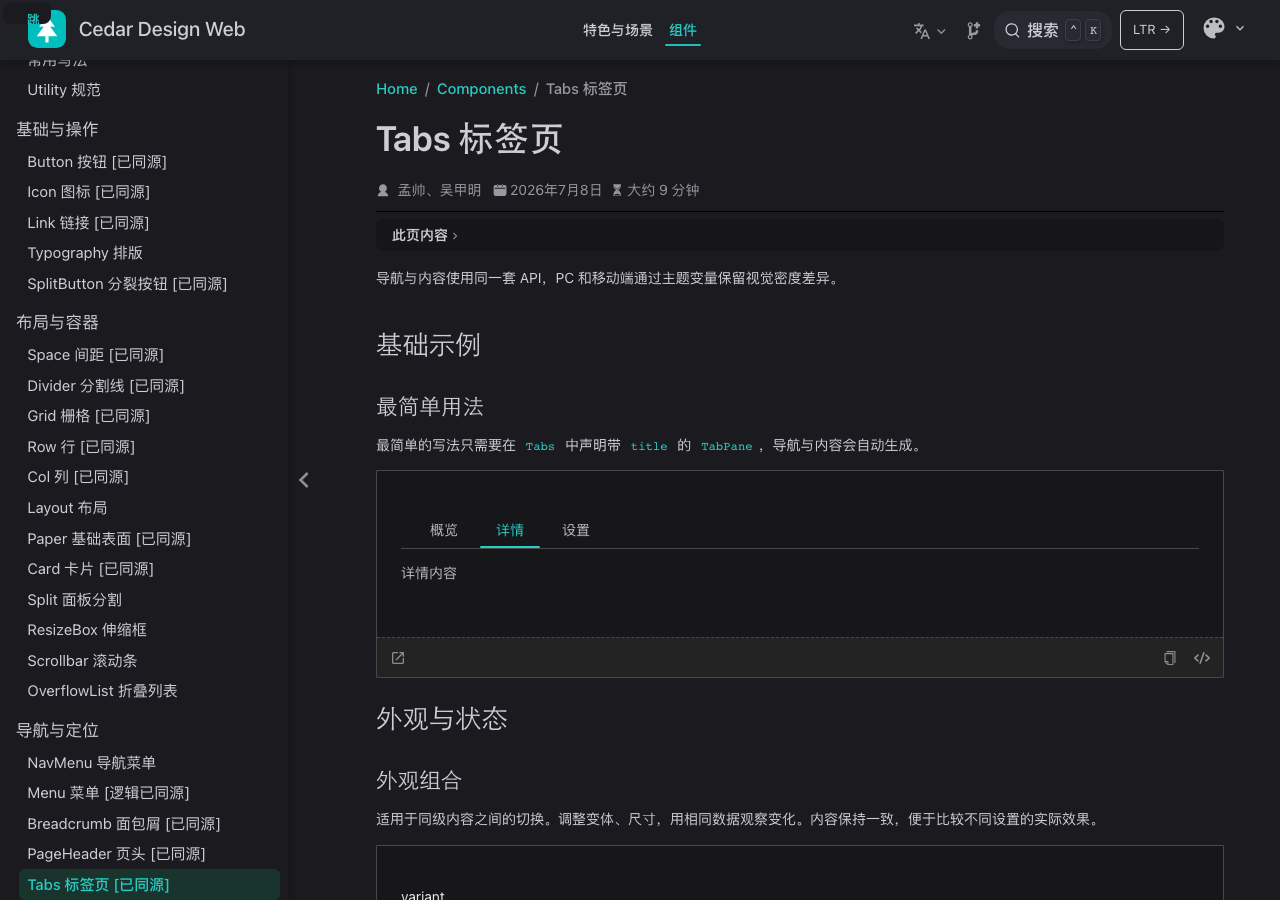 跳
Cedar Design Web
特色与场景
组件
搜索
^
K
LTR →
常用写法
Utility 规范
基础与操作
Button 按钮 [已同源]
Icon 图标 [已同源]
Link 链接 [已同源]
Typography 排版
SplitButton 分裂按钮 [已同源]
布局与容器
Space 间距 [已同源]
Divider 分割线 [已同源]
Grid 栅格 [已同源]
Row 行 [已同源]
Col 列 [已同源]
Layout 布局
Paper 基础表面 [已同源]
Card 卡片 [已同源]
Split 面板分割
ResizeBox 伸缩框
Scrollbar 滚动条
OverflowList 折叠列表
导航与定位
NavMenu 导航菜单
Menu 菜单 [逻辑已同源]
Breadcrumb 面包屑 [已同源]
PageHeader 页头 [已同源]
Tabs 标签页 [已同源]
Home / Components / Tabs 标签页
Tabs 标签页
孟帅、吴甲明 2026年7月8日 大约 9 分钟
此页内容 ›
导航与内容使用同一套 API，PC 和移动端通过主题变量保留视觉密度差异。
基础示例
最简单用法
最简单的写法只需要在 Tabs 中声明带 title 的 TabPane ，导航与内容会自动生成。
概览 详情 设置
详情内容
外观与状态
外观组合
适用于同级内容之间的切换。调整变体、尺寸，用相同数据观察变化。内容保持一致，便于比较不同设置的实际效果。
variant